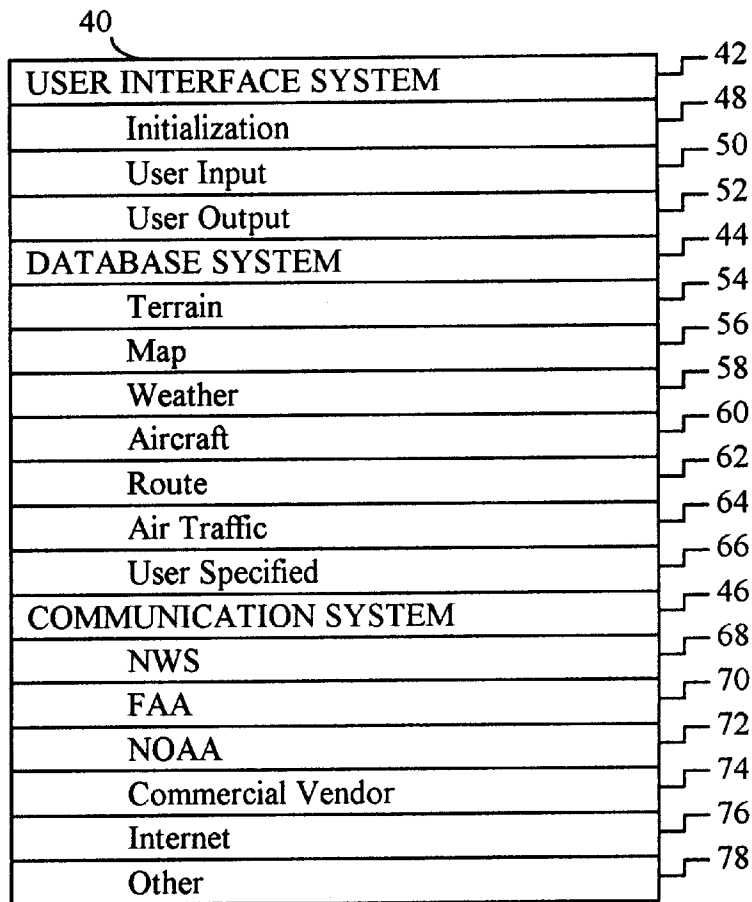 40
USER INTERFACE SYSTEM 42
Initialization 48
User Input 50
User Output 52
DATABASE SYSTEM 44
Terrain 54
Map 56
Weather 58
Aircraft 60
Route 62
Air Traffic 64
User Specified 66
COMMUNICATION SYSTEM 46
NWS 68
FAA 70
NOAA 72
Commercial Vendor 74
Internet 76
Other 78